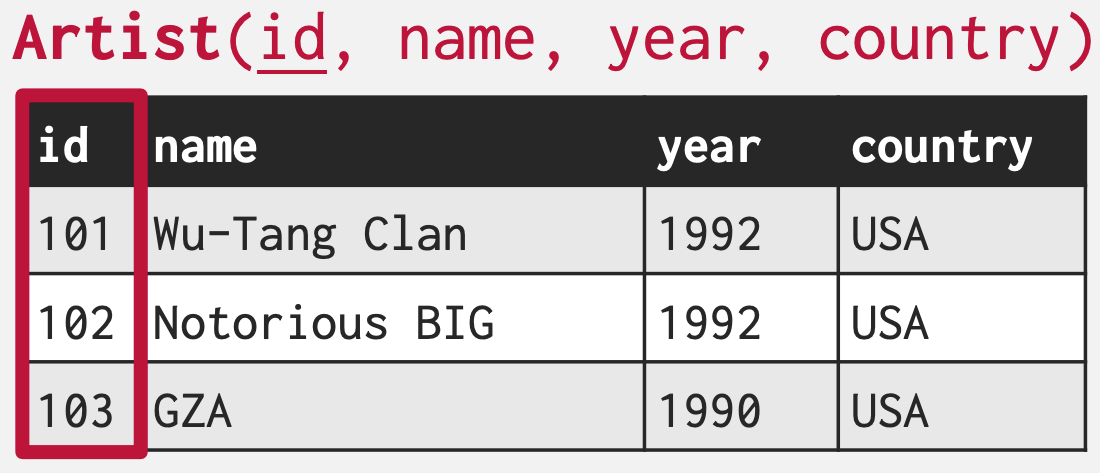 Artist(id, name, year, country)
id name year country
101 Wu-Tang Clan 1992 USA
102 Notorious BIG 1992 USA
103 GZA 1990 USA